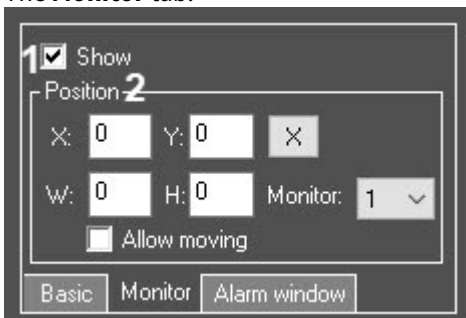 The Monitor tab.
1 Show
Position 2
X: 0 Y: 0 X
W: 0 H: 0 Monitor: 1
Allow moving
Basic Monitor Alarm window